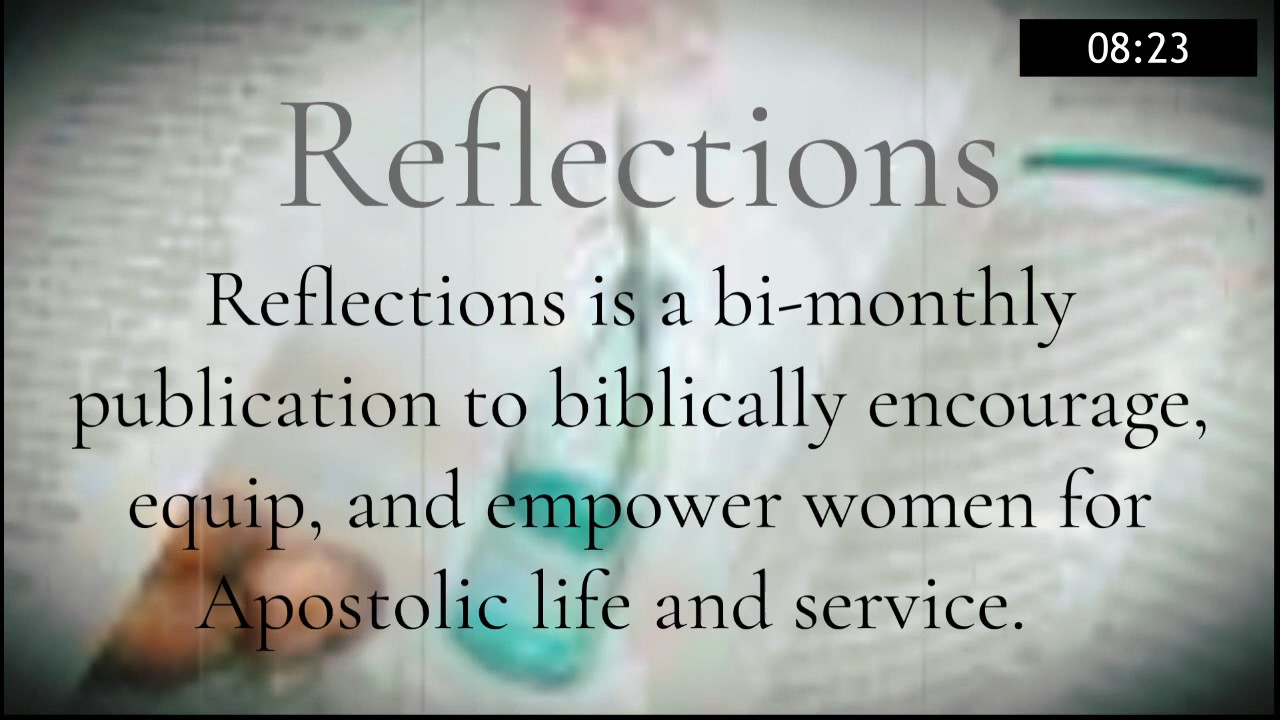 08:23
Reflections
Reflections is a bi-monthly
publication to biblically encourage,
equip, and empower women for
Apostolic life and service.